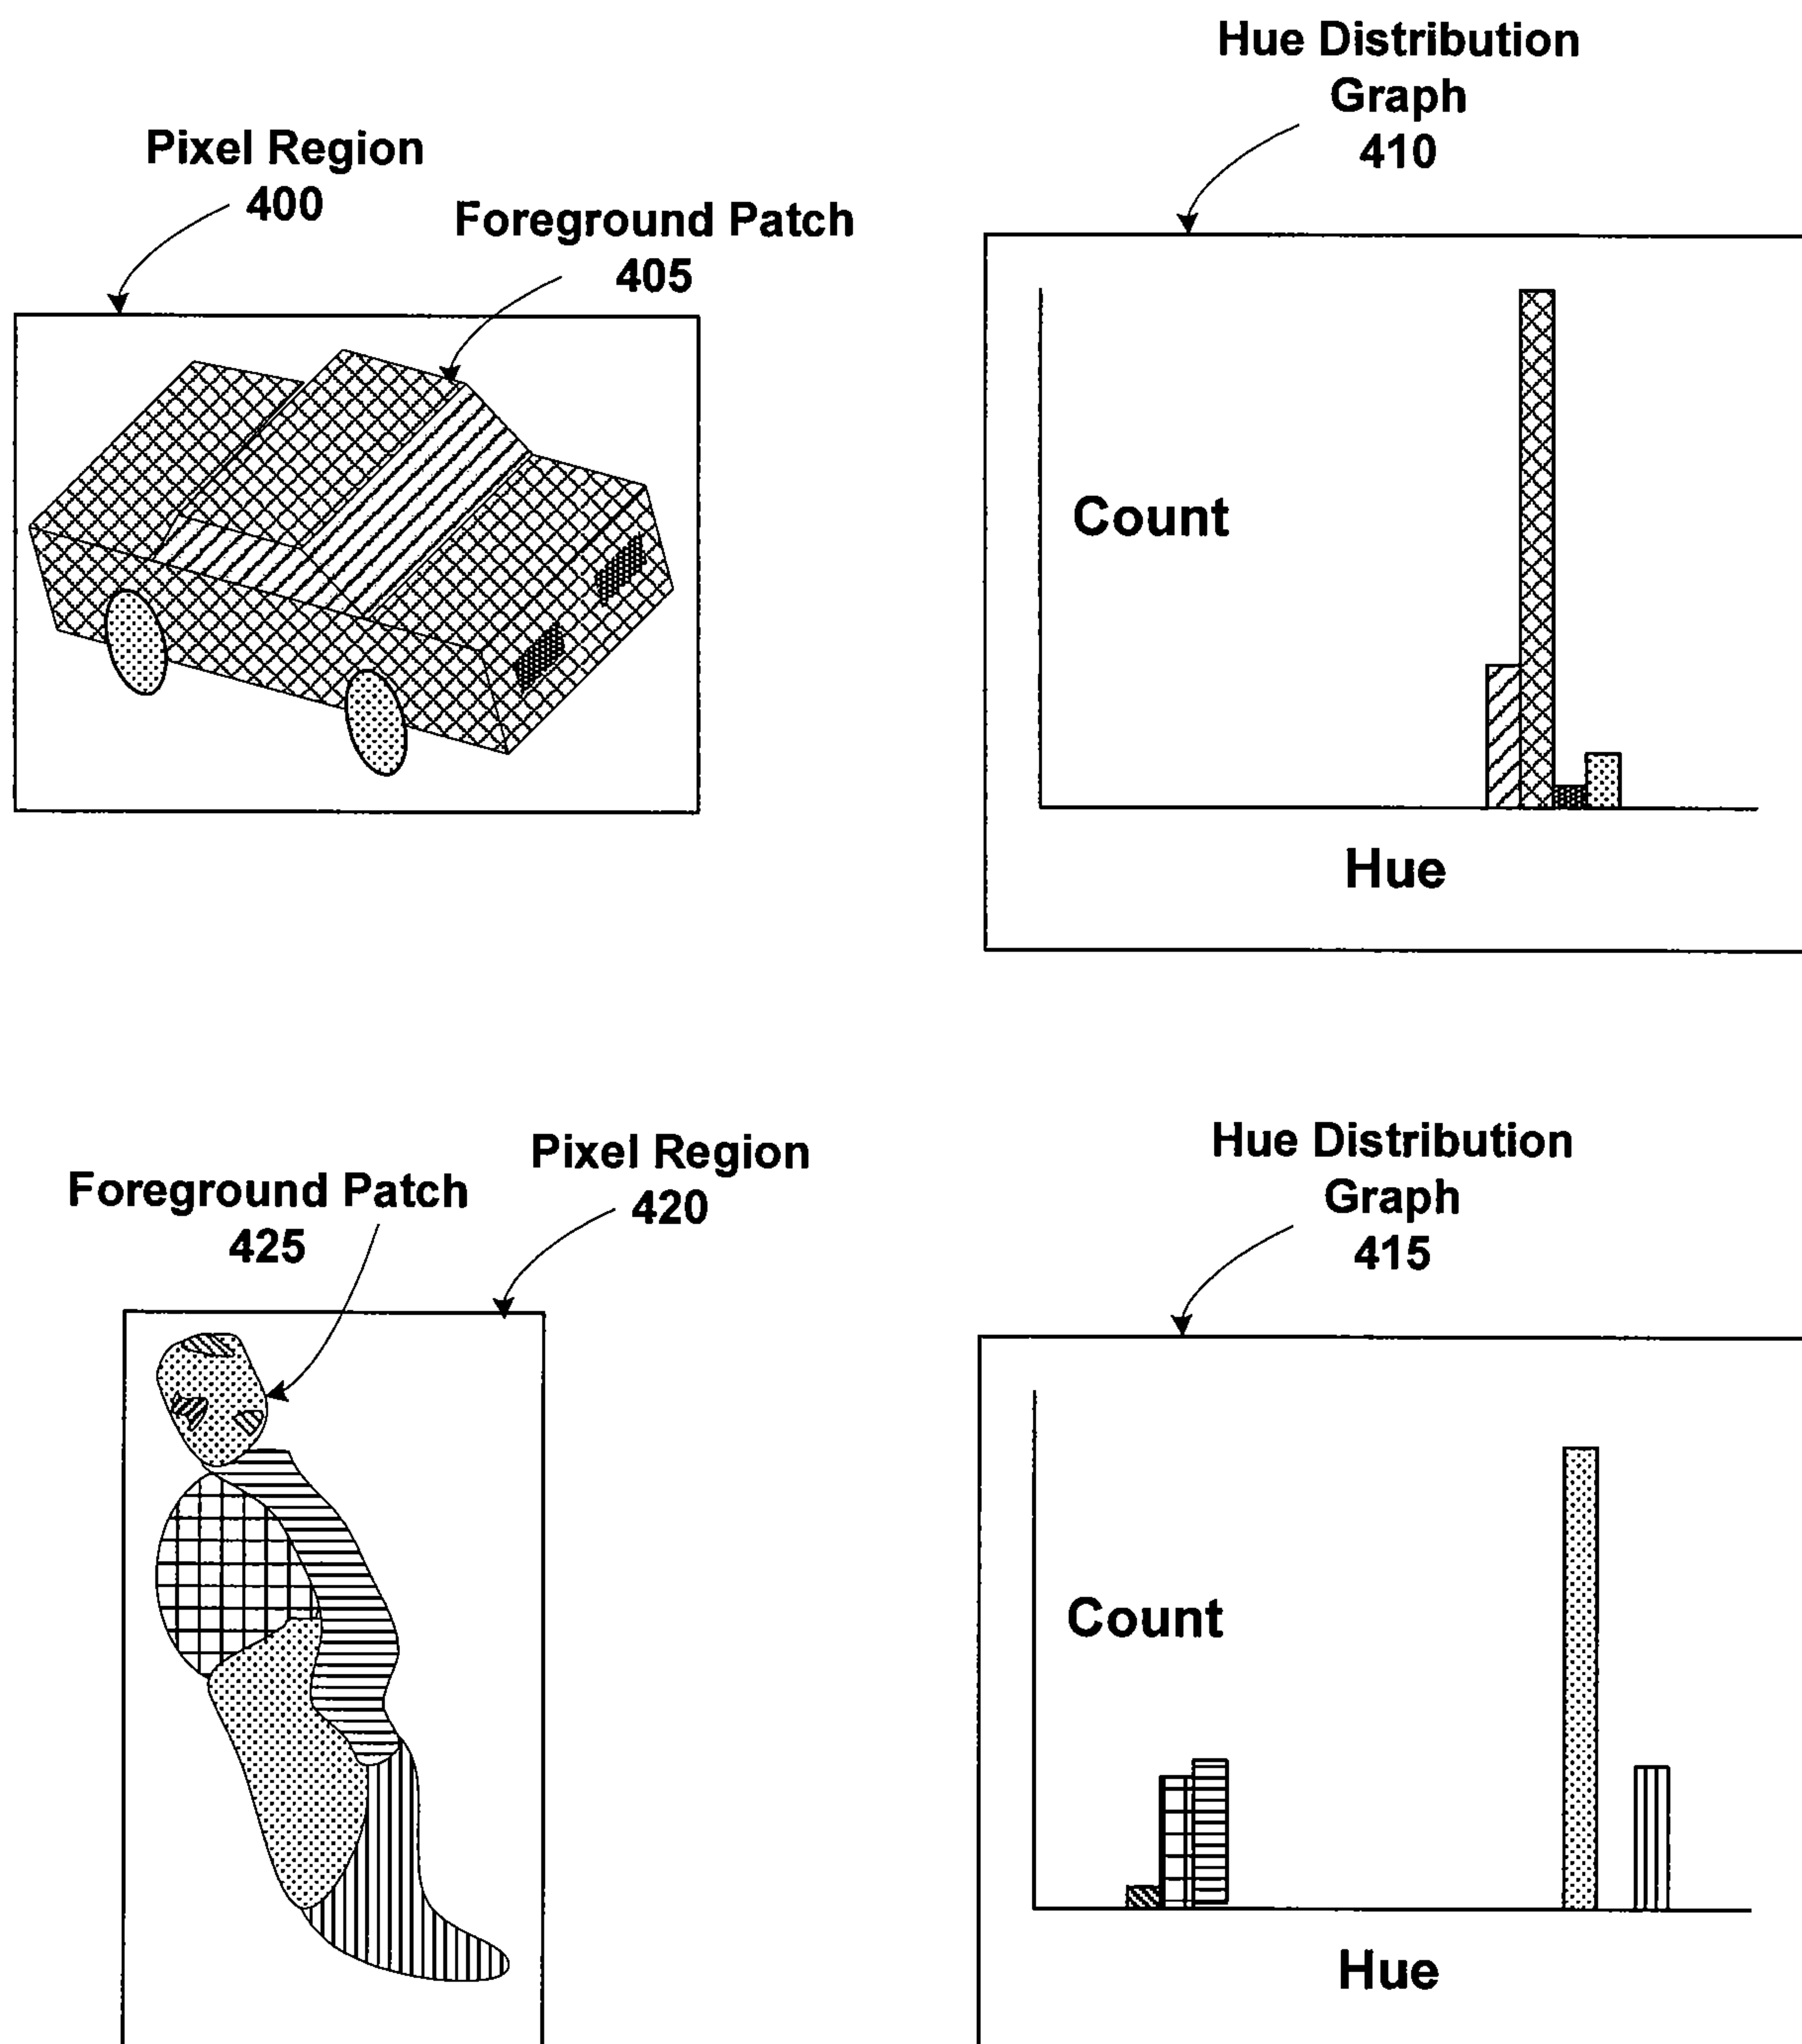 Hue Distribution
Graph
410
Pixel Region
400
Foreground Patch
405
Count
Hue
Hue Distribution
Graph
415
Pixel Region
420
Foreground Patch
425
Count
Hue